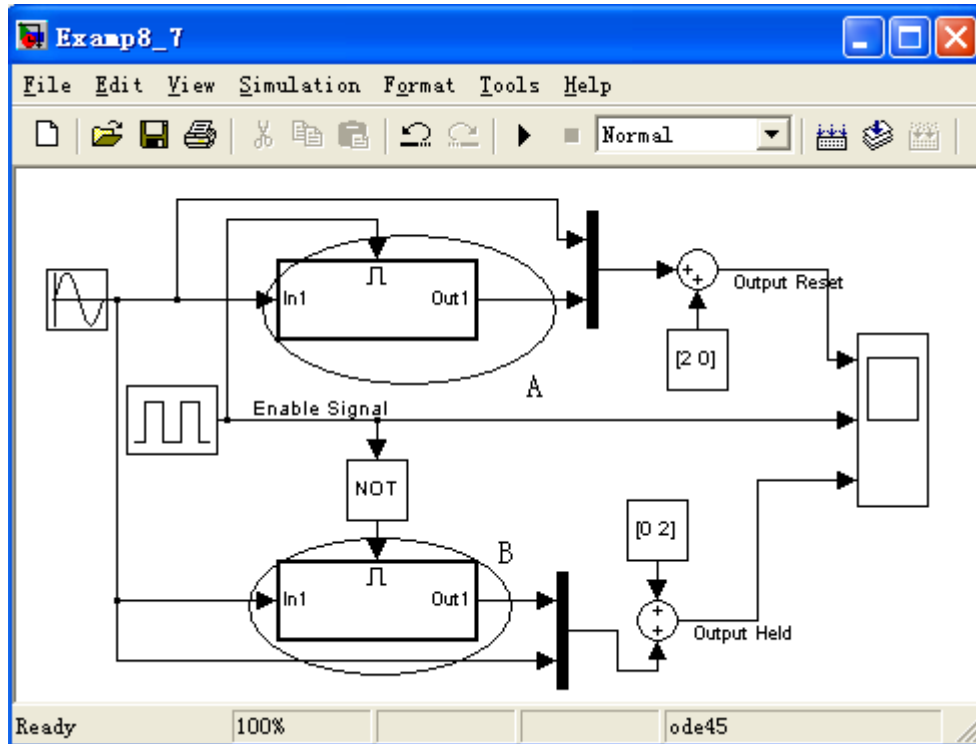 Examp8_7
File Edit View Simulation Format Tools Help
Normal
In1
Out1
Output Reset
[2 0]
A
Enable Signal
NOT
[0 2]
B
In1
Out1
Output Held
Ready
100%
ode45